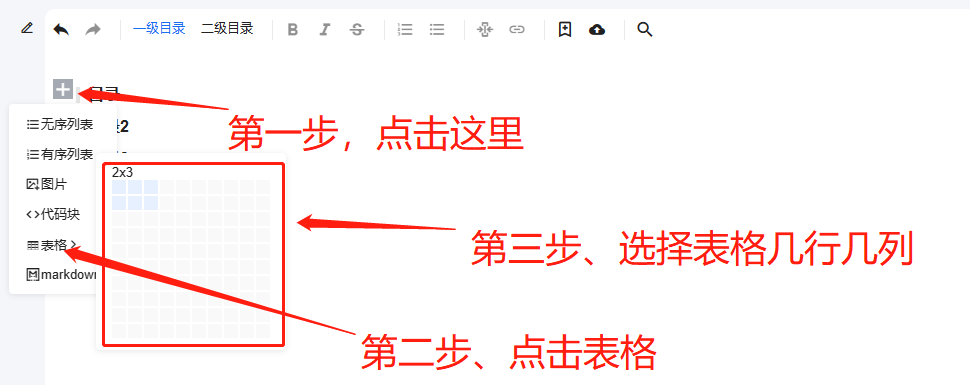 一级目录 二级目录 B I S
目录
第一步，点击这里
无序列表
2
有序列表
2x3
图片
代码块
表格
第三步、选择表格几行几列
markdown
第二步、点击表格